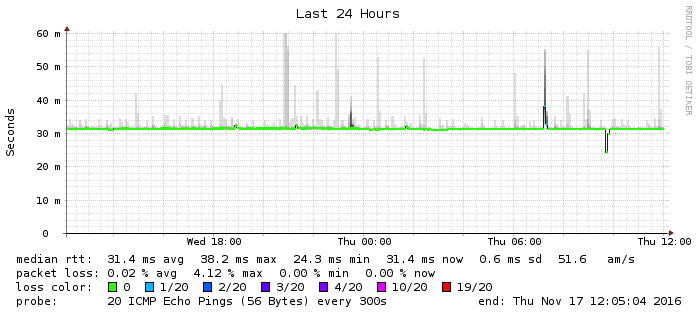 Last 24 Hours
RRDTOOL / TOBI OETIKER
Seconds
60 m
50 m
40 m
30 m
20 m
10 m
0
Wed 18:00 Thu 00:00 Thu 06:00 Thu 12:00
median rtt: 31.4 ms avg 38.2 ms max 24.3 ms min 31.4 ms now 0.6 ms sd 51.6 am/s
packet loss: 0.02 % avg 4.12 % max 0.00 % min 0.00 % now
loss color: 0 1/20 2/20 3/20 4/20 10/20 19/20
probe: 20 ICMP Echo Pings (56 Bytes) every 300s end: Thu Nov 17 12:05:04 2016